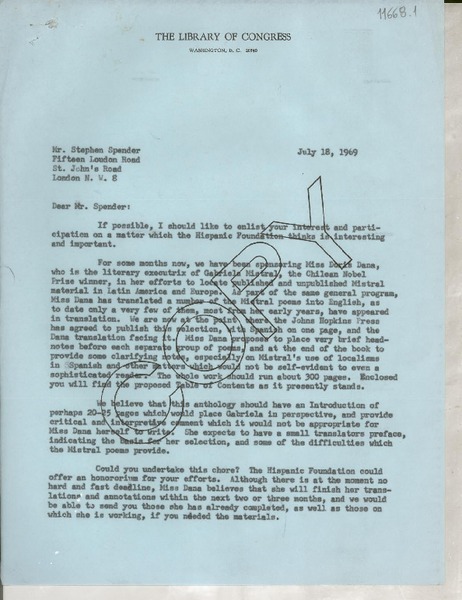 11668.1
THE LIBRARY OF CONGRESS
WASHINGTON, D. C. 20540
July 18, 1969
Mr. Stephen Spender
Fifteen Loudon Road
St. John's Road
London N. W. 8
Dear Mr. Spender:
If possible, I should like to enlist your interest and parti-
cipation on a matter which the Hispanic Foundation thinks is interesting
and important.
For some months now, we have been sponsoring Miss Doris Dana,
who is the literary executrix of Gabriela Mistral, the Chilean Nobel
Prize winner, in her efforts to locate published and unpublished Mistral
material in Latin America and Europe. As part of the same general program,
Miss Dana has translated a number of the Mistral poems into English, as
to date only a very few of them, most from her early years, have appeared
in translation. We are now at the point where the Johns Hopkins Press
has agreed to publish this selection, with Spanish on one page, and the
Dana translation facing it. Miss Dana proposes to place very brief head-
notes before each separate group of poems, and at the end of the book to
provide some clarifying notes, especially on Mistral's use of localisms
in Spanish and other matters which would not be self-evident to even a
sophisticated reader. The whole work should run about 300 pages. Enclosed
you will find the proposed Table of Contents as it presently stands.
We believe that this anthology should have an Introduction of
perhaps 20-25 pages which would place Gabriela in perspective, and provide
critical and interpretive comment which it would not be appropriate for
Miss Dana herself to write. She expects to have a small translators preface,
indicating the basis for her selection, and some of the difficulties which
the Mistral poems provide.
Could you undertake this chore? The Hispanic Foundation could
offer an honororium for your efforts. Although there is at the moment no
hard and fast deadline, Miss Dana believes that she will finish her trans-
lations and annotations within the next two or three months, and we would
be able to send you those she has already completed, as well as those on
which she is working, if you needed the materials.